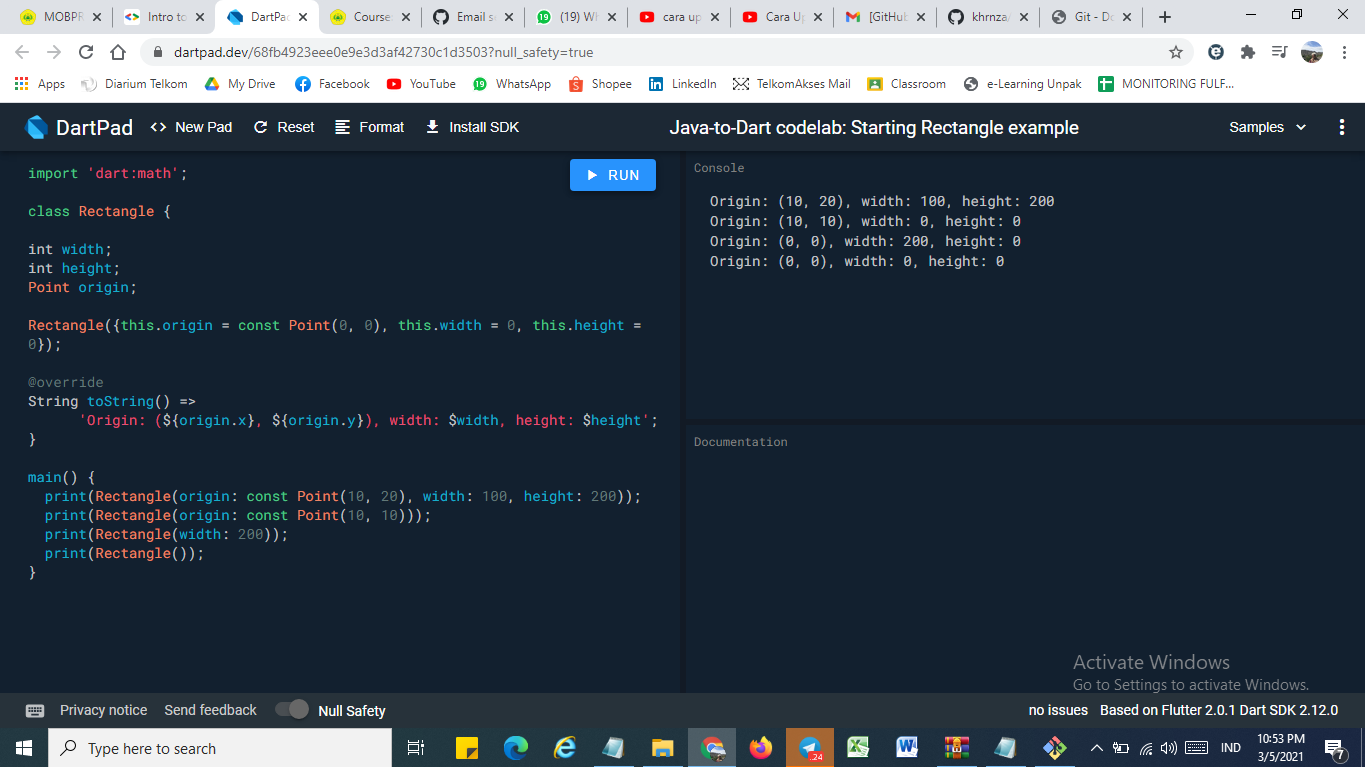 MOBPR
Intro to
DartPad
Course:
Email s
(19) Wh
cara up
Cara Up
[GitHub
khrnza/
Git - Do
dartpad.dev/68fb4923eee0e9e3d3af42730c1d3503?null_safety=true
Apps
Diarium Telkom
My Drive
Facebook
YouTube
19
WhatsApp
Shopee
LinkedIn
TelkomAkses Mail
Classroom
e-Learning Unpak
MONITORING FULF...
DartPad
<> New Pad
Reset
Format
Install SDK
Java-to-Dart codelab: Starting Rectangle example
Samples
import 'dart:math';
RUN
class Rectangle {
int width;
int height;
Point origin;
Rectangle({this.origin = const Point(0, 0), this.width = 0, this.height =
0});
@override
String toString() =>
'Origin: (${origin.x}, ${origin.y}), width: $width, height: $height';
}
main() {
print(Rectangle(origin: const Point(10, 20), width: 100, height: 200));
print(Rectangle(origin: const Point(10, 10)));
print(Rectangle(width: 200));
print(Rectangle());
}
Console
Origin: (10, 20), width: 100, height: 200
Origin: (10, 10), width: 0, height: 0
Origin: (0, 0), width: 200, height: 0
Origin: (0, 0), width: 0, height: 0
Documentation
Activate Windows
Go to Settings to activate Windows.
Privacy notice
Send feedback
Null Safety
no issues
Based on Flutter 2.0.1 Dart SDK 2.12.0
Type here to search
24
IND
10:53 PM
3/5/2021
7